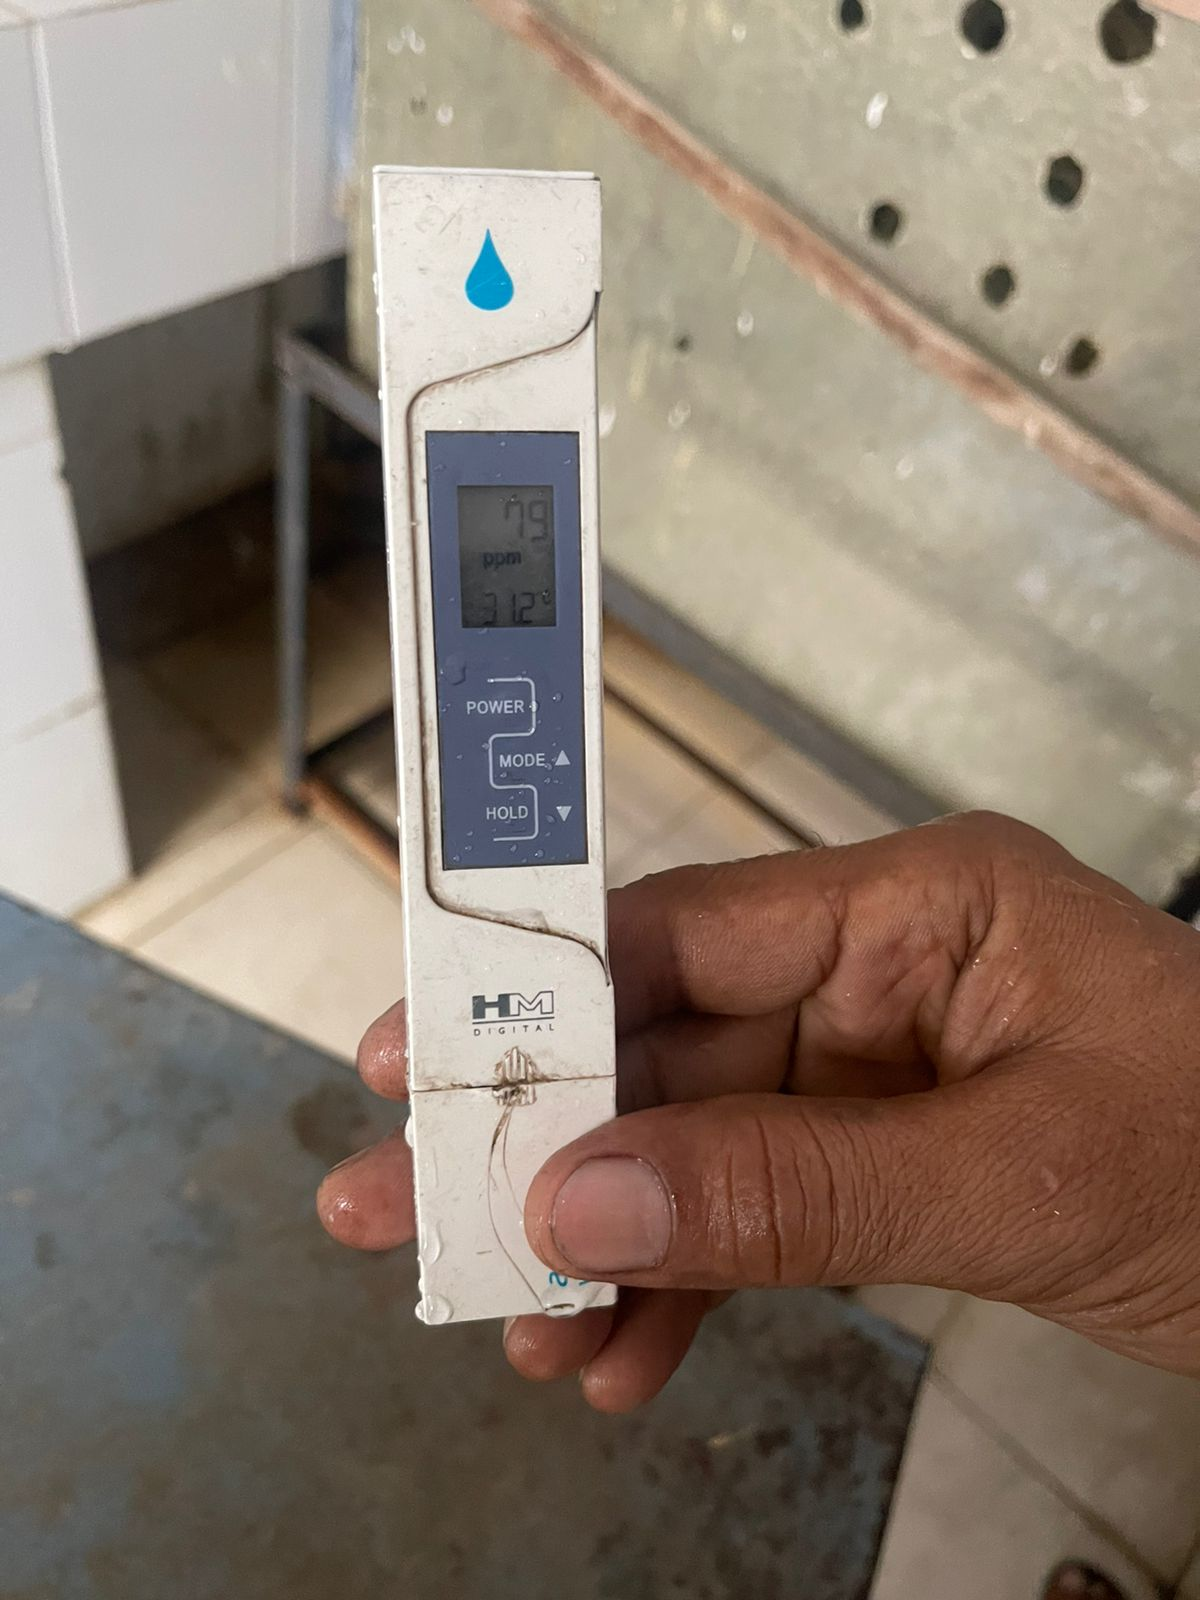 79
ppm
31.2°C
POWER
MODE ▲
HOLD ▼
HM
DIGITAL